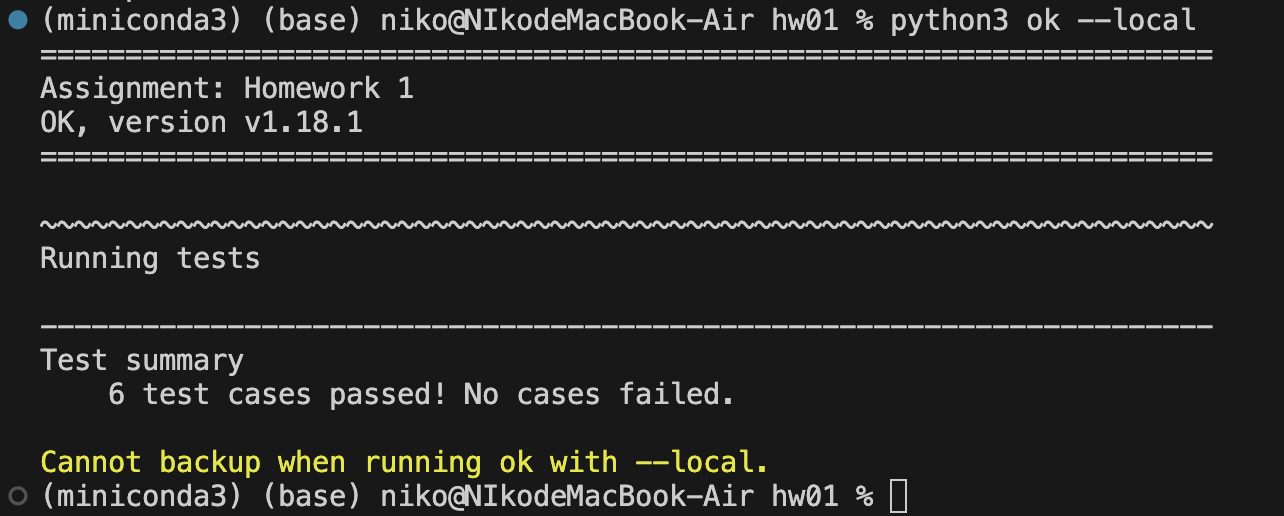 (miniconda3) (base) niko@NIkodeMacBook-Air hw01 % python3 ok --local
=====================================================================
Assignment: Homework 1
OK, version v1.18.1
=====================================================================
~~~~~~~~~~~~~~~~~~~~~~~~~~~~~~~~~~~~~~~~~~~~~~~~~~~~~~~~~~~~~~~~~~~~~
Running tests
---------------------------------------------------------------------
Test summary
    6 test cases passed! No cases failed.
Cannot backup when running ok with --local.
(miniconda3) (base) niko@NIkodeMacBook-Air hw01 %